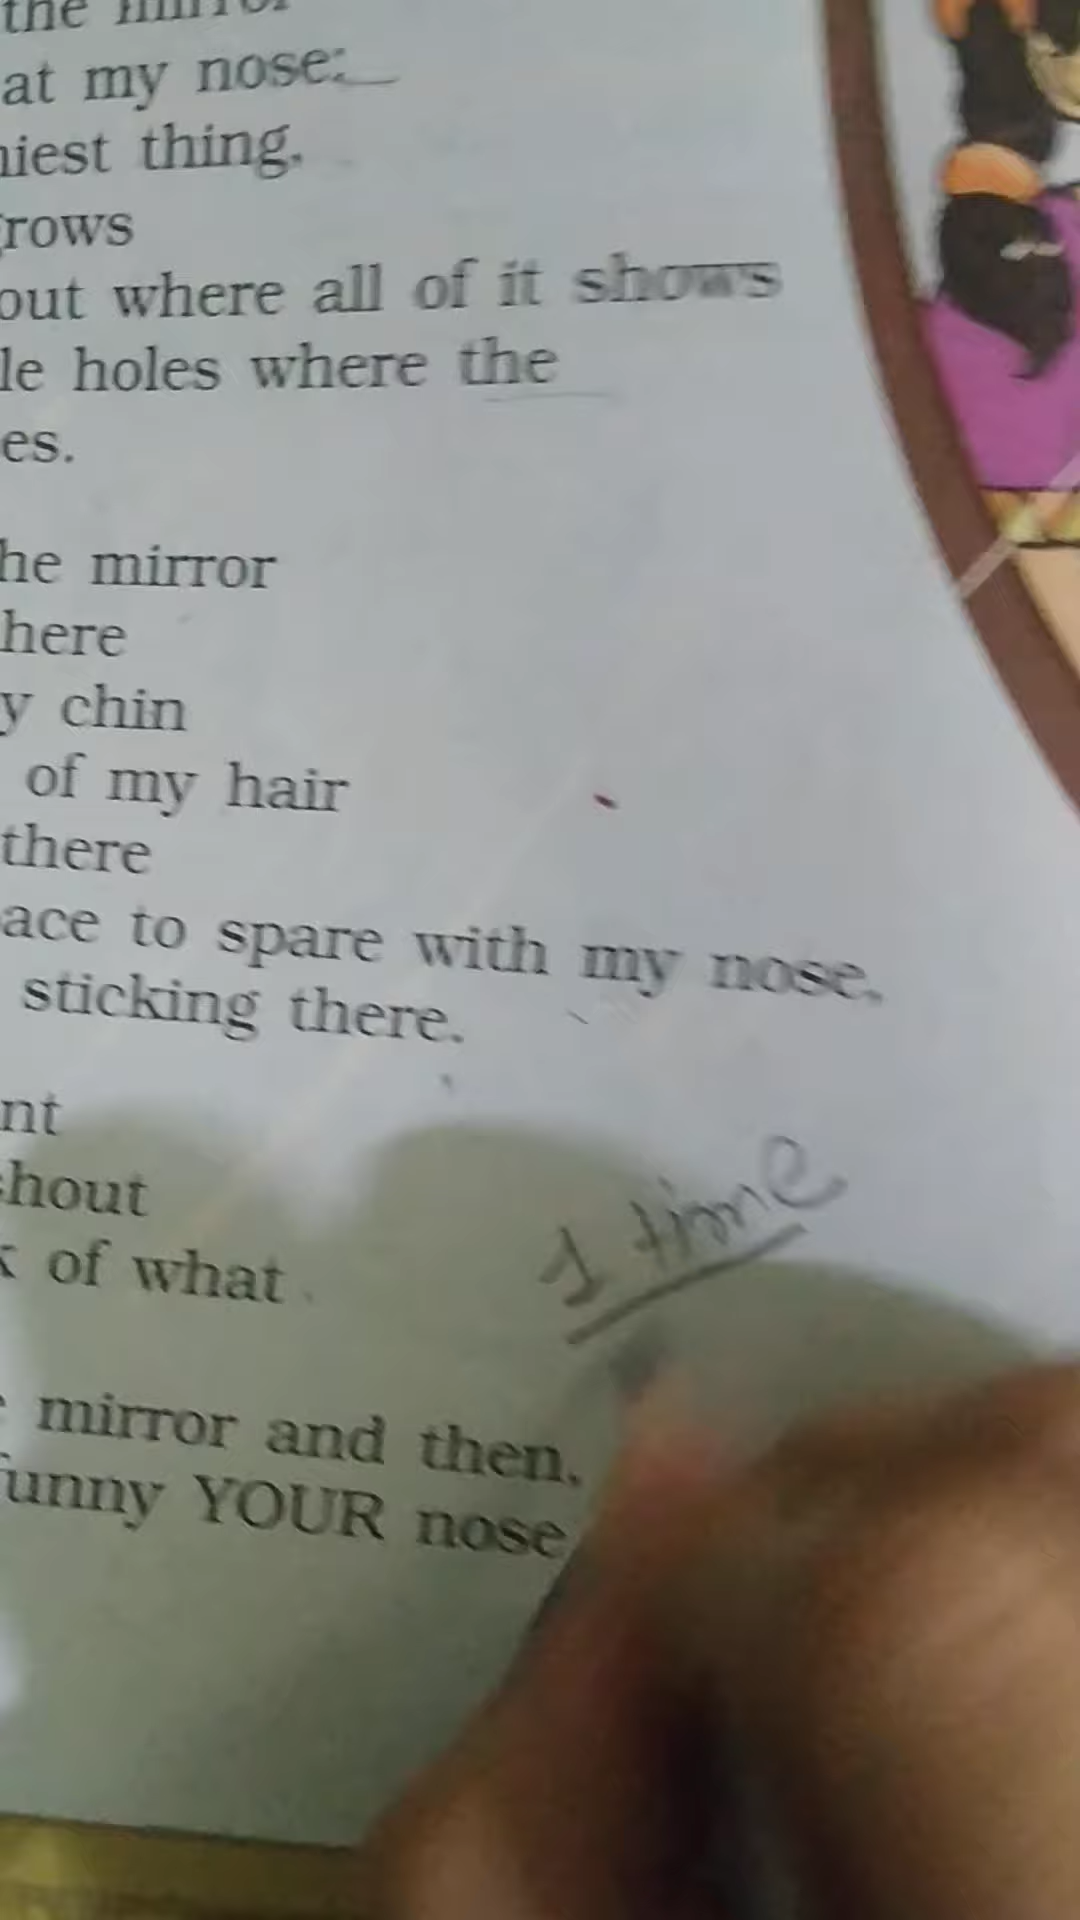 the mirror
at my nose:
niest thing.
rows
out where all of it shows
le holes where the
es.
he mirror
here
y chin
of my hair
there
ace to spare with my nose.
sticking there.
nt
hout
k of what
1 time
mirror and then.
funny YOUR nose